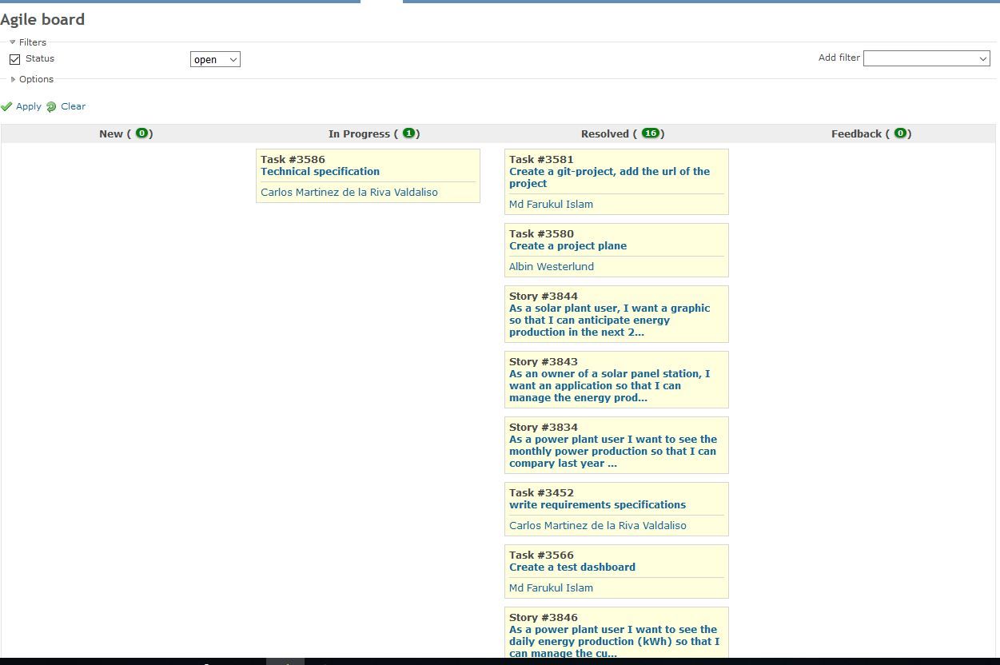 Agile board
Filters
Status
open
Add filter
Options
Apply Clear
New ( 0 ) In Progress ( 1 ) Resolved ( 16 ) Feedback ( 0 )
Task #3586
Technical specification
Carlos Martinez de la Riva Valdaliso
Task #3581
Create a git-project, add the url of the
project
Md Farukul Islam
Task #3580
Create a project plane
Albin Westerlund
Story #3844
As a solar plant user, I want a graphic
so that I can anticipate energy
production in the next 2...
Story #3843
As an owner of a solar panel station, I
want an application so that I can
manage the energy prod...
Story #3834
As a power plant user I want to see the
monthly power production so that I can
compary last year ...
Task #3452
write requirements specifications
Carlos Martinez de la Riva Valdaliso
Task #3566
Create a test dashboard
Md Farukul Islam
Story #3846
As a power plant user I want to see the
daily energy production (kWh) so that I
can manage the cu...